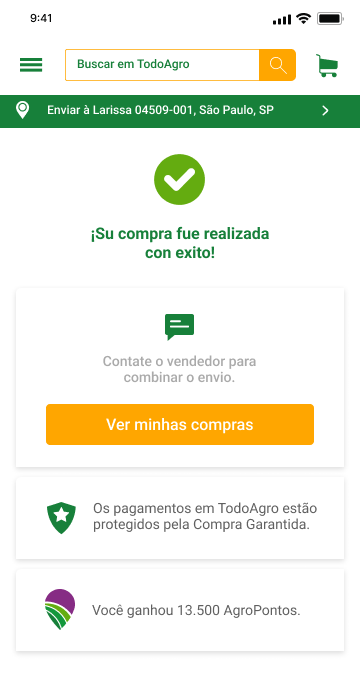 9:41
Buscar em TodoAgro
Enviar à Larissa 04509-001, São Paulo, SP
¡Su compra fue realizada
con exito!
Contate o vendedor para
combinar o envio.
Ver minhas compras
Os pagamentos em TodoAgro estão
protegidos pela Compra Garantida.
Você ganhou 13.500 AgroPontos.